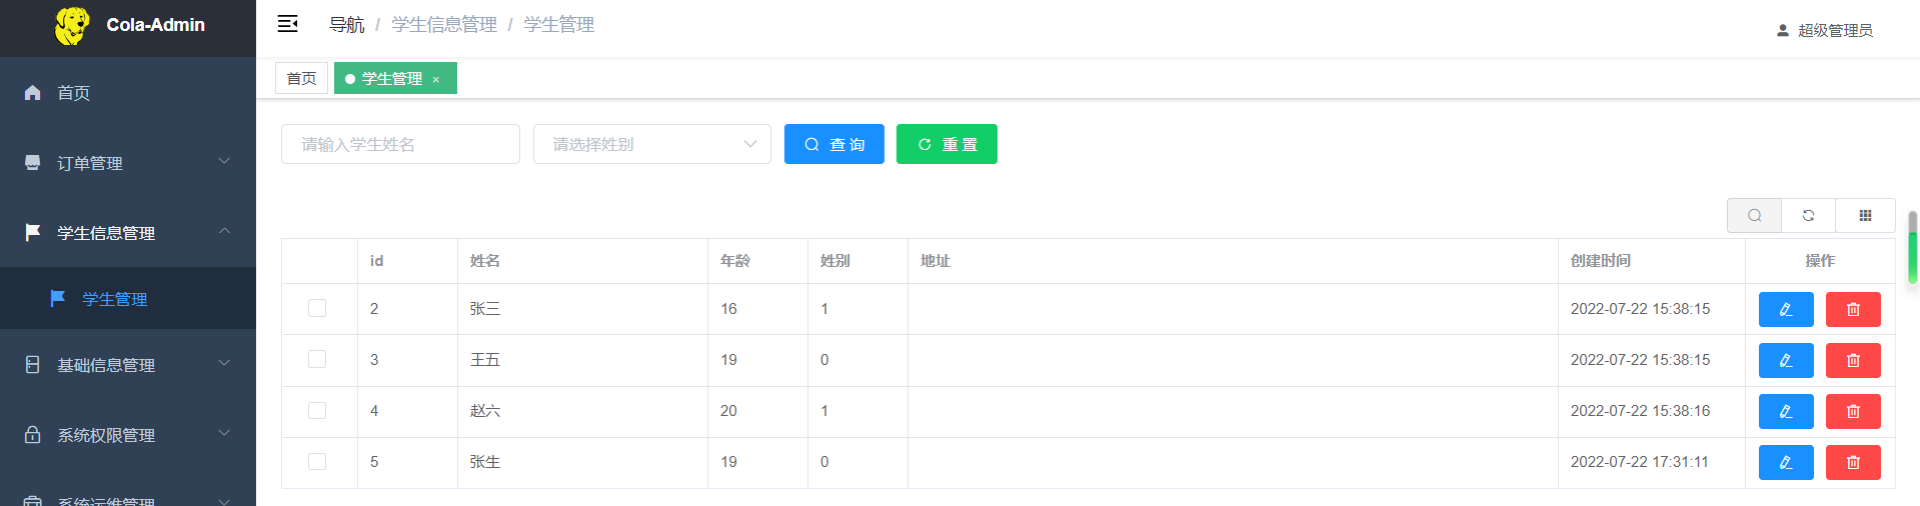 Cola-Admin
导航 / 学生信息管理 / 学生管理
超级管理员
首页
学生管理 ×
首页
订单管理
学生信息管理
学生管理
基础信息管理
系统权限管理
系统运维管理
请输入学生姓名
请选择姓别
查 询
重 置
id 姓名 年龄 姓别 地址 创建时间 操作
2 张三 16 1 2022-07-22 15:38:15
3 王五 19 0 2022-07-22 15:38:15
4 赵六 20 1 2022-07-22 15:38:16
5 张生 19 0 2022-07-22 17:31:11